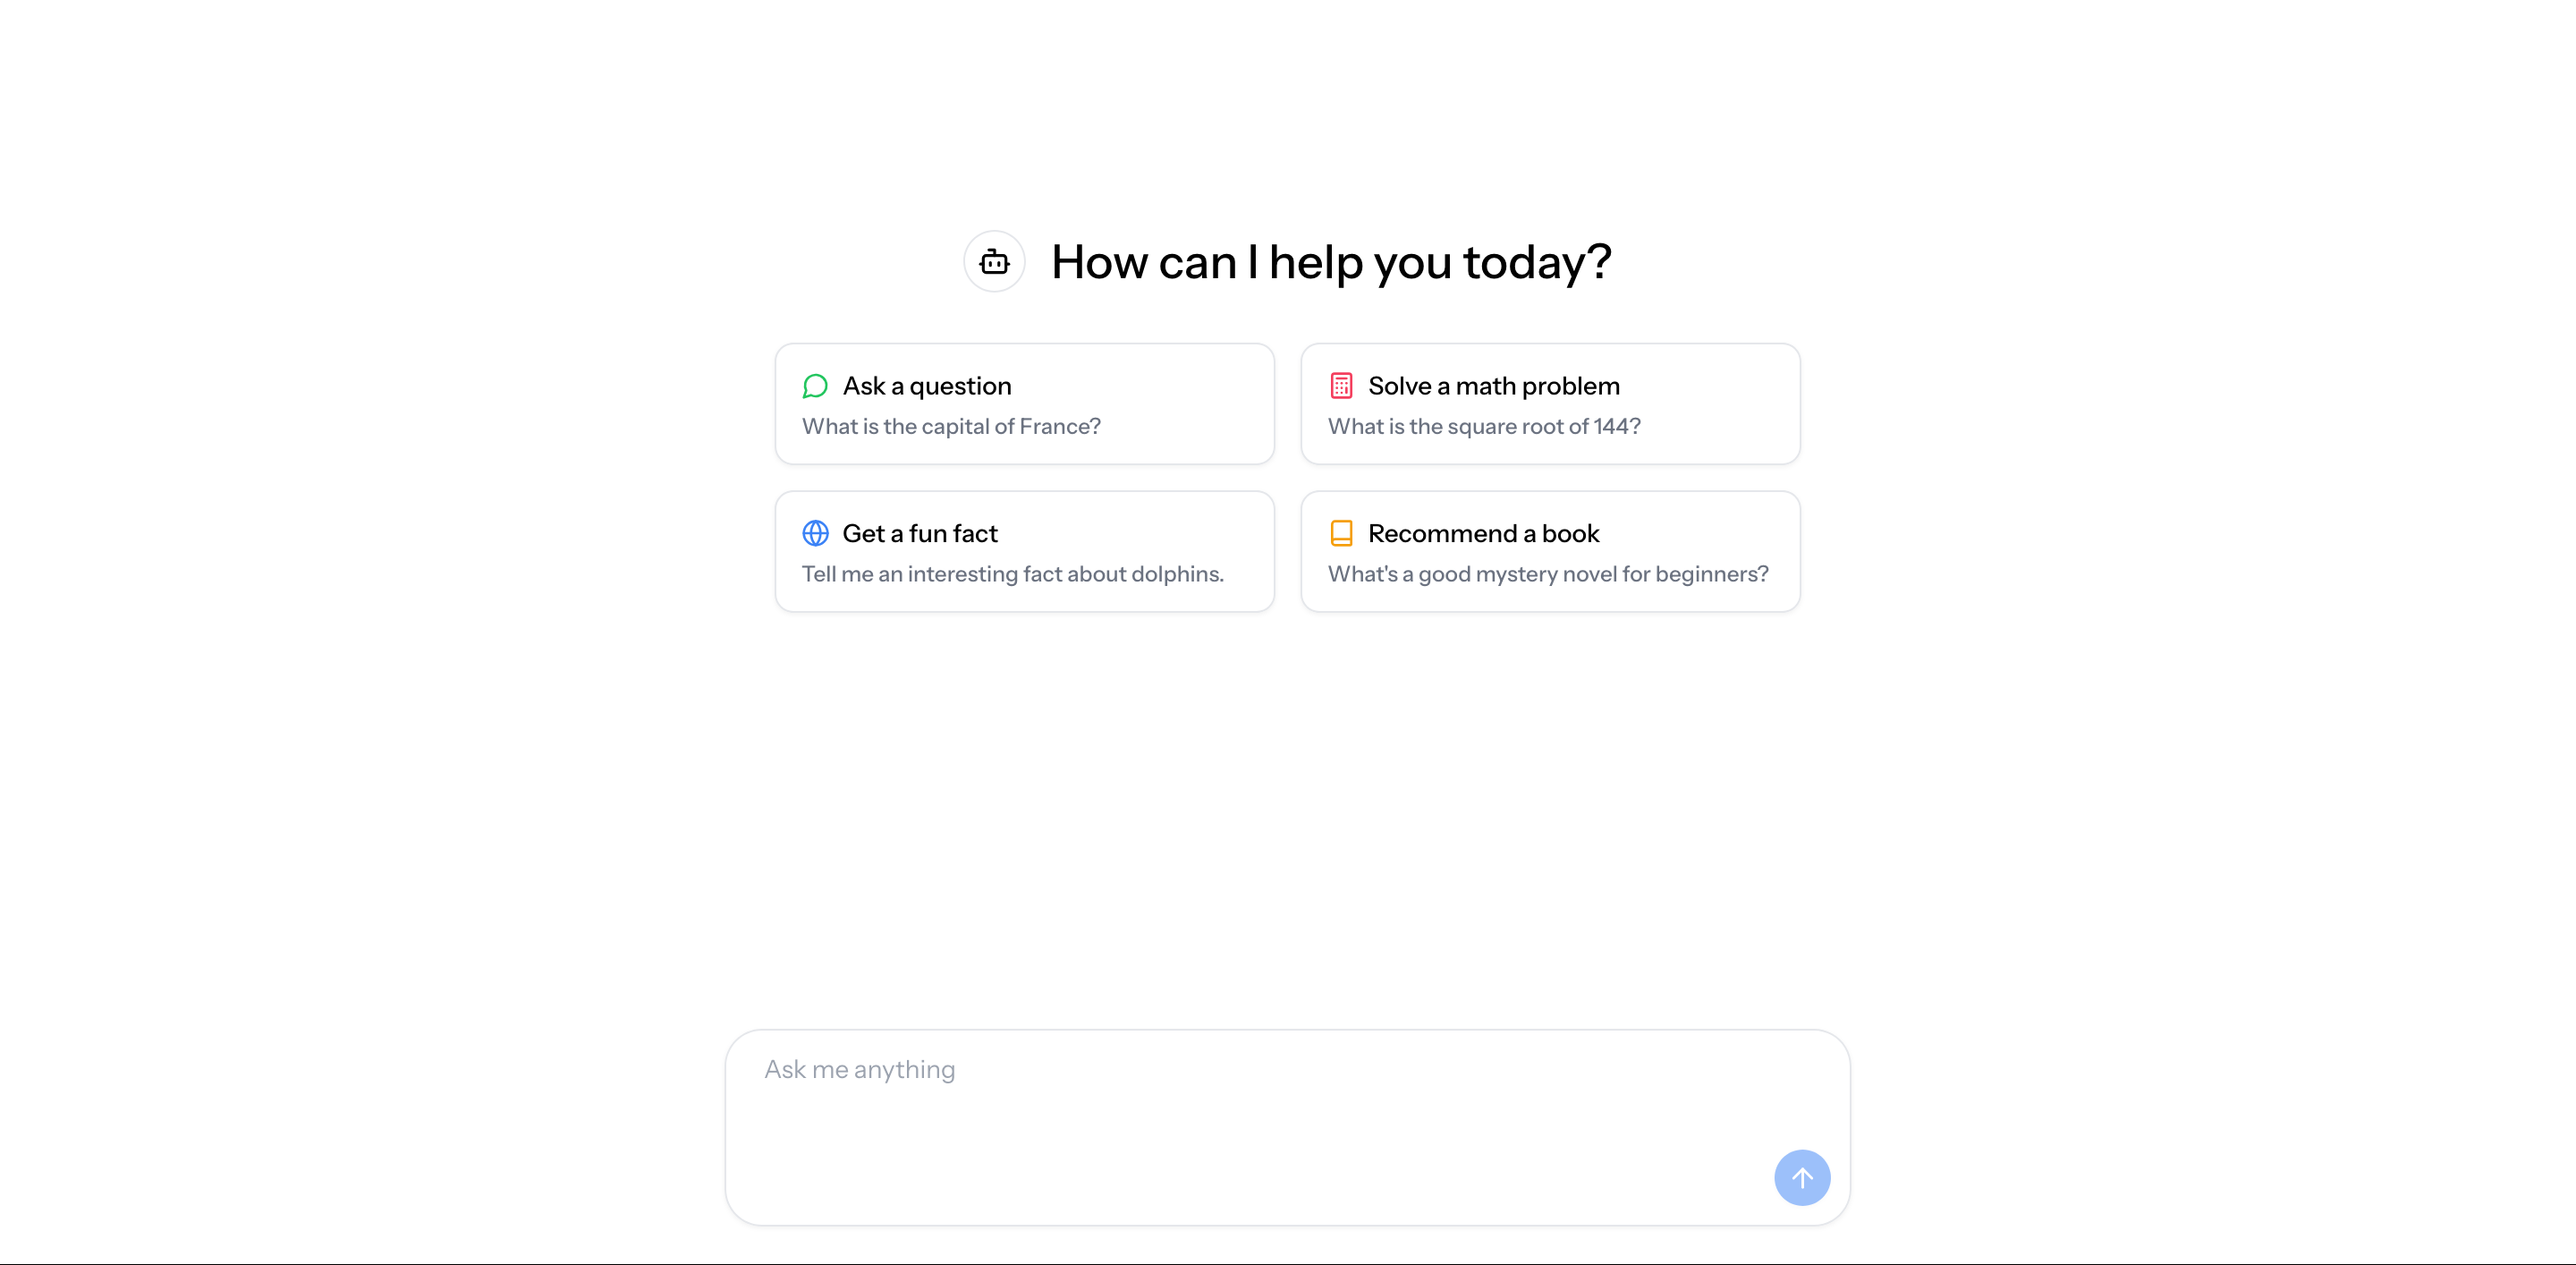 How can I help you today?
Ask a question
What is the capital of France?
Solve a math problem
What is the square root of 144?
Get a fun fact
Tell me an interesting fact about dolphins.
Recommend a book
What's a good mystery novel for beginners?
Ask me anything